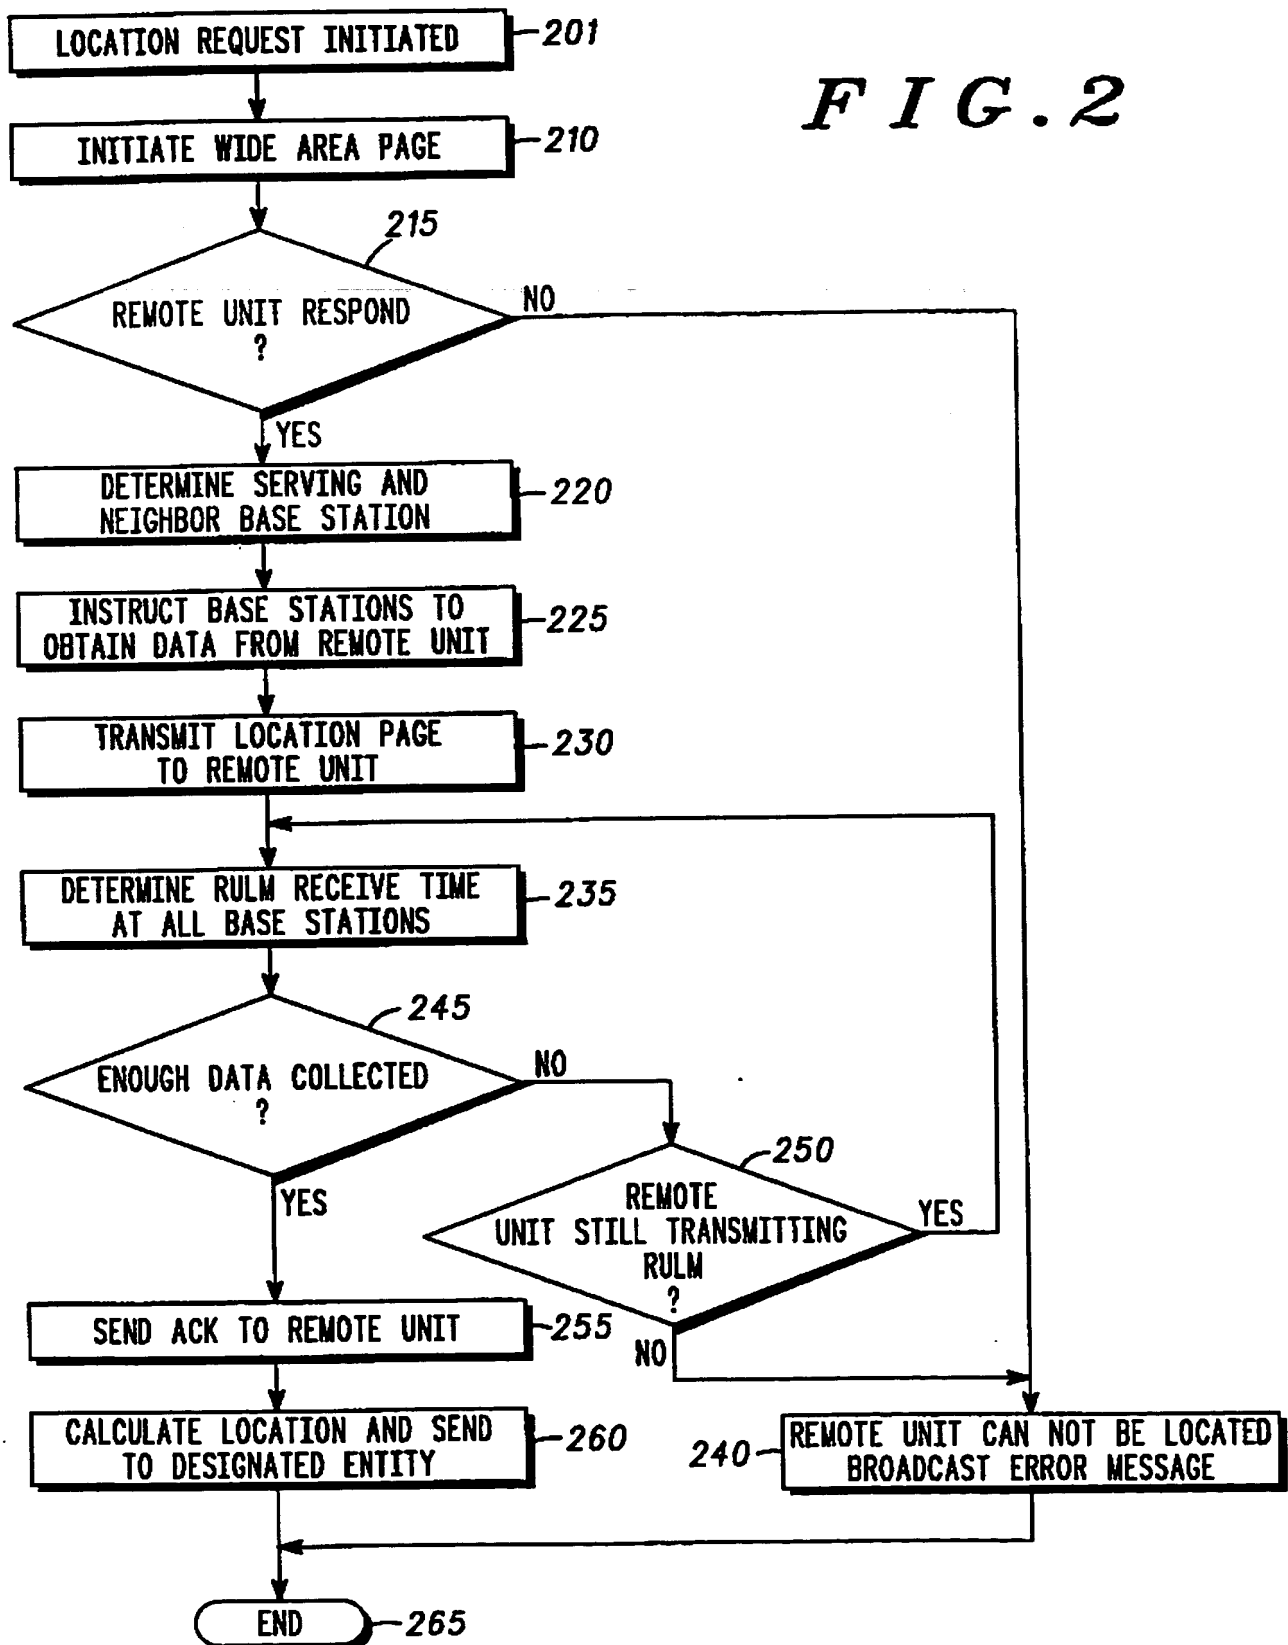 LOCATION REQUEST INITIATED
201
FIG.2
INITIATE WIDE AREA PAGE
210
215
REMOTE UNIT RESPOND
?
NO
YES
DETERMINE SERVING AND
NEIGHBOR BASE STATION
220
INSTRUCT BASE STATIONS TO
OBTAIN DATA FROM REMOTE UNIT
225
TRANSMIT LOCATION PAGE
TO REMOTE UNIT
230
DETERMINE RULM RECEIVE TIME
AT ALL BASE STATIONS
235
245
ENOUGH DATA COLLECTED
?
NO
YES
250
REMOTE
UNIT STILL TRANSMITTING
RULM
?
YES
NO
SEND ACK TO REMOTE UNIT
255
CALCULATE LOCATION AND SEND
TO DESIGNATED ENTITY
260
240
REMOTE UNIT CAN NOT BE LOCATED
BROADCAST ERROR MESSAGE
END
265